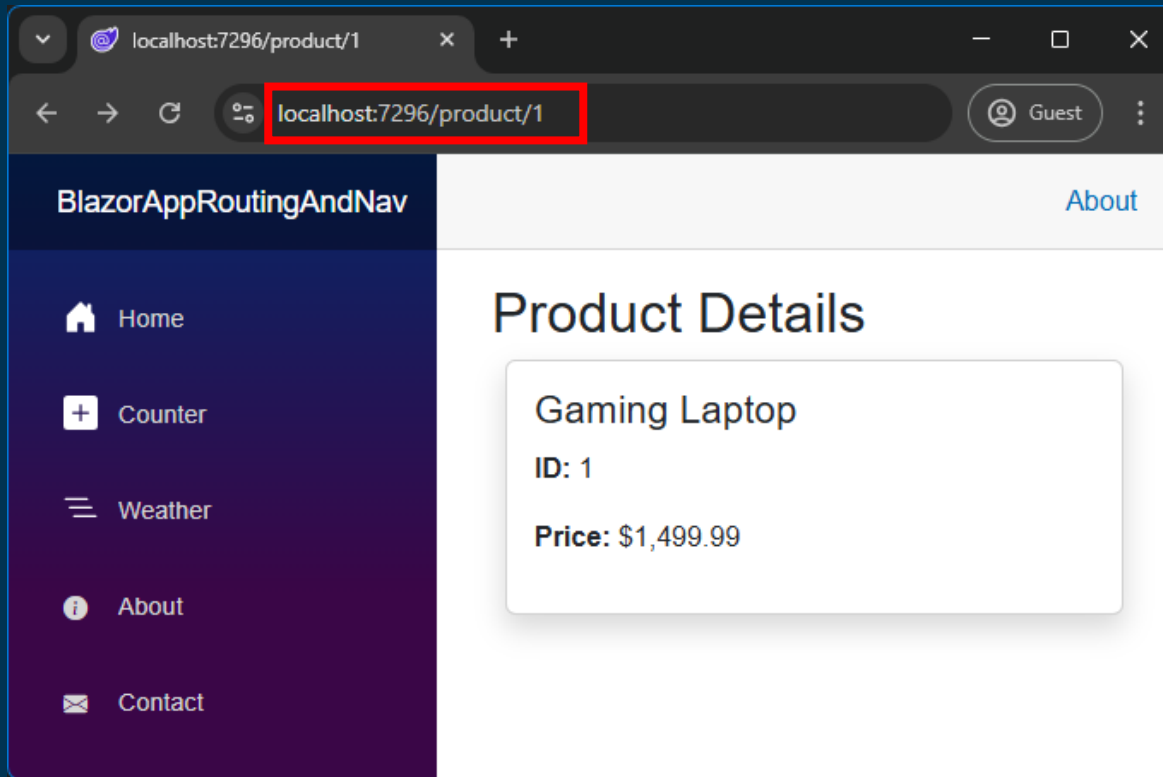 localhost:7296/product/1
localhost:7296/product/1
Guest
BlazorAppRoutingAndNav
About
Home
Counter
Weather
About
Contact
Product Details
Gaming Laptop
ID: 1
Price: $1,499.99